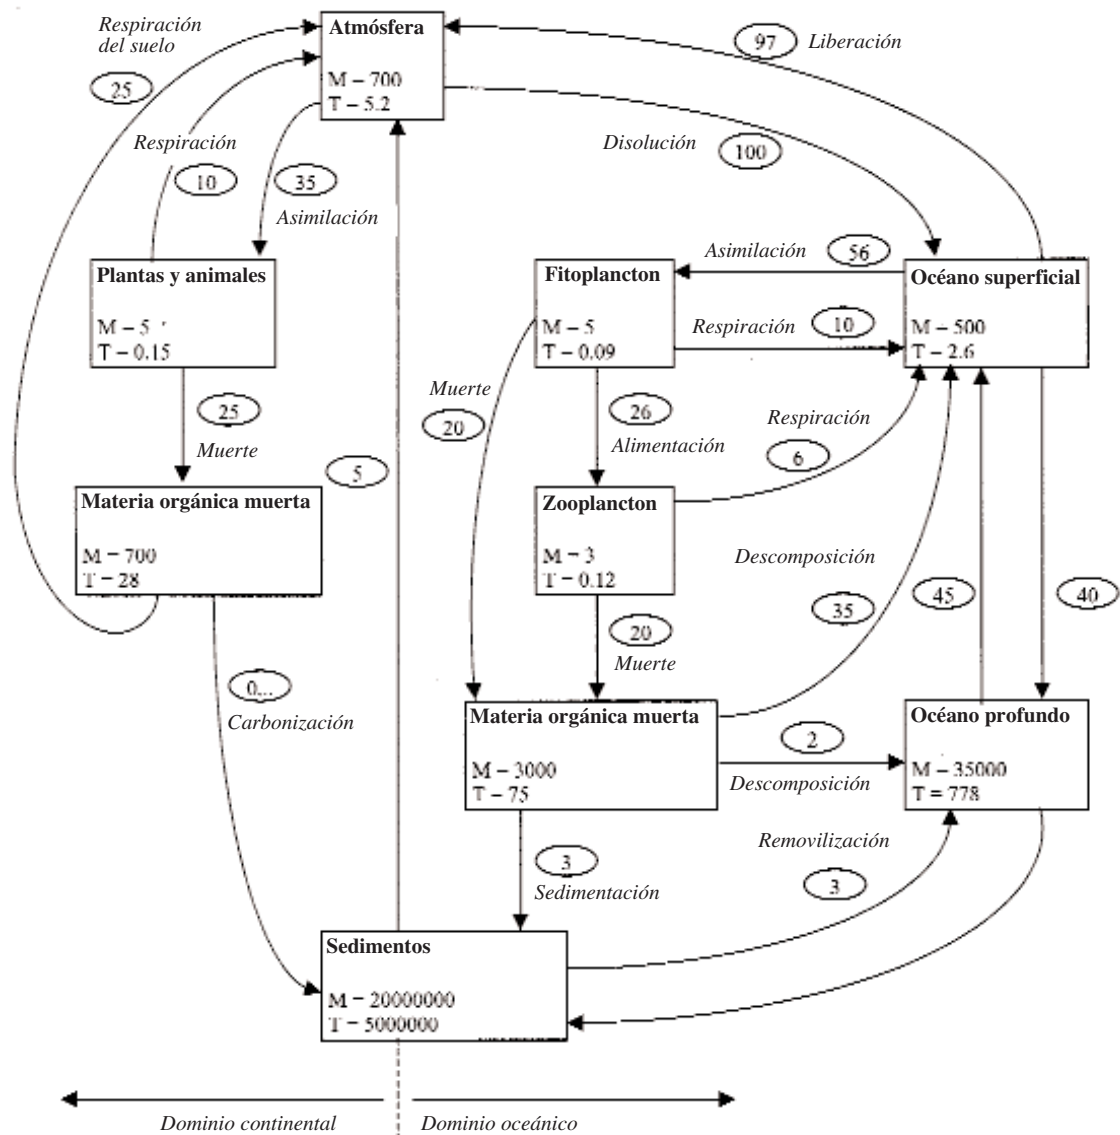 Respiración
del suelo
25
Atmósfera
M – 700
T – 5.2
97
Liberación
Respiración
10
35
Asimilación
Disolución
100
Plantas y animales
M – 5
T – 0.15
Asimilación
56
Fitoplancton
M – 5
T – 0.09
Respiración
10
Océano superficial
M – 500
T – 2.6
25
Muerte
Muerte
20
26
Alimentación
Respiración
6
5
Materia orgánica muerta
M – 700
T – 28
Zooplancton
M – 3
T – 0.12
Descomposición
35
45
40
20
Muerte
0...
Carbonización
Materia orgánica muerta
M – 3000
T – 75
2
Descomposición
Océano profundo
M – 35000
T = 778
3
Sedimentación
Removilización
3
Sedimentos
M – 20000000
T = 5000000
Dominio continental
Dominio oceánico